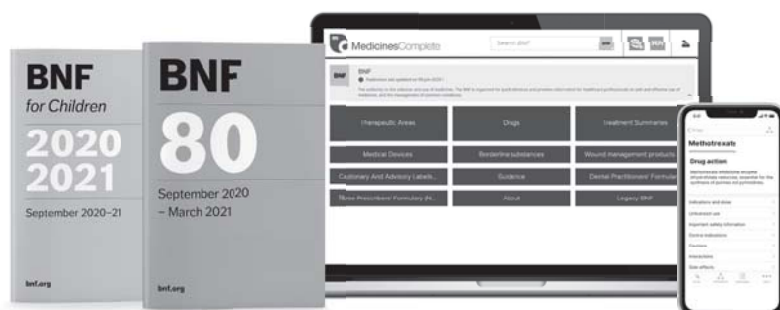 BNF
for Children
2020
2021
September 2020–21
bnf.org
BNF
80
September 2020
– March 2021
bnf.org
MedicinesComplete
BNF
BNF
Therapeutic Areas
Drugs
Treatment Summaries
Medical Devices
Borderline substances
Wound management products
Cautionary And Advisory Labels...
Guidance
Dental Practitioners' Formulary
About
Legacy BNF
Methotrexate
Drug action
Indications and dose
Unlicensed use
Important safety information
Contra-indications
Interactions
Side effects